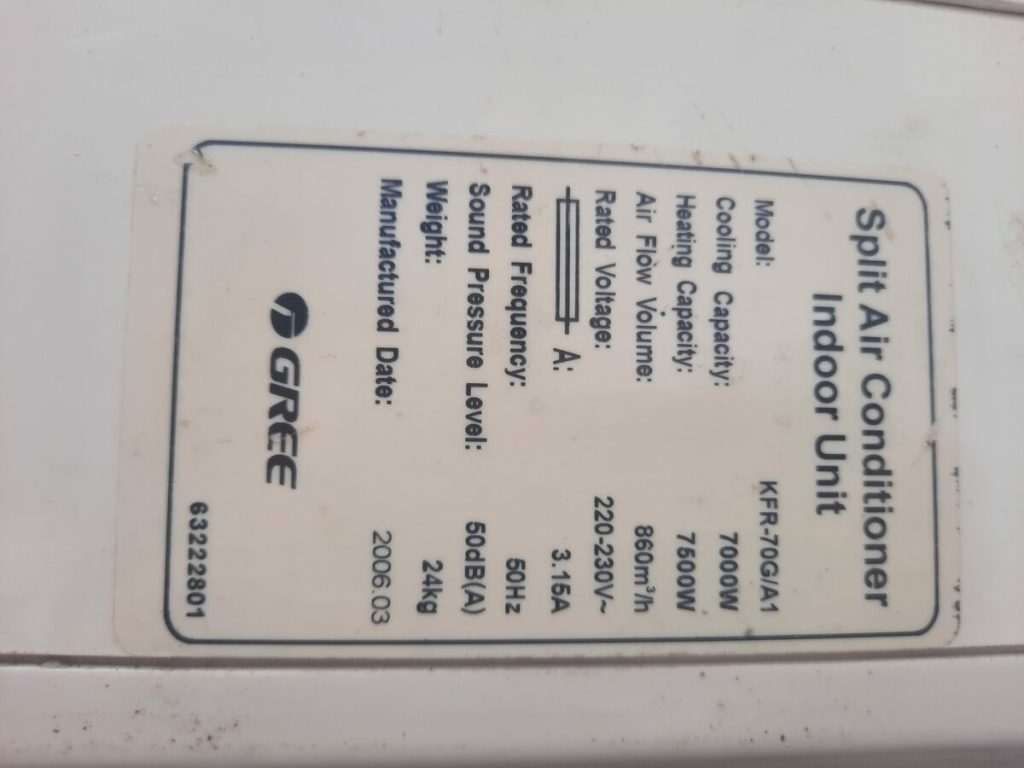 Split Air Conditioner
Indoor Unit
Model: KFR-70G/A1
Cooling Capacity: 7000W
Heating Capacity: 7500W
Air Flow Volume: 860m³/h
Rated Voltage: 220-230V~
A: 3.15A
Rated Frequency: 50Hz
Sound Pressure Level: 50dB(A)
Weight: 24kg
Manufactured Date: 2006.03
GREE
63222801